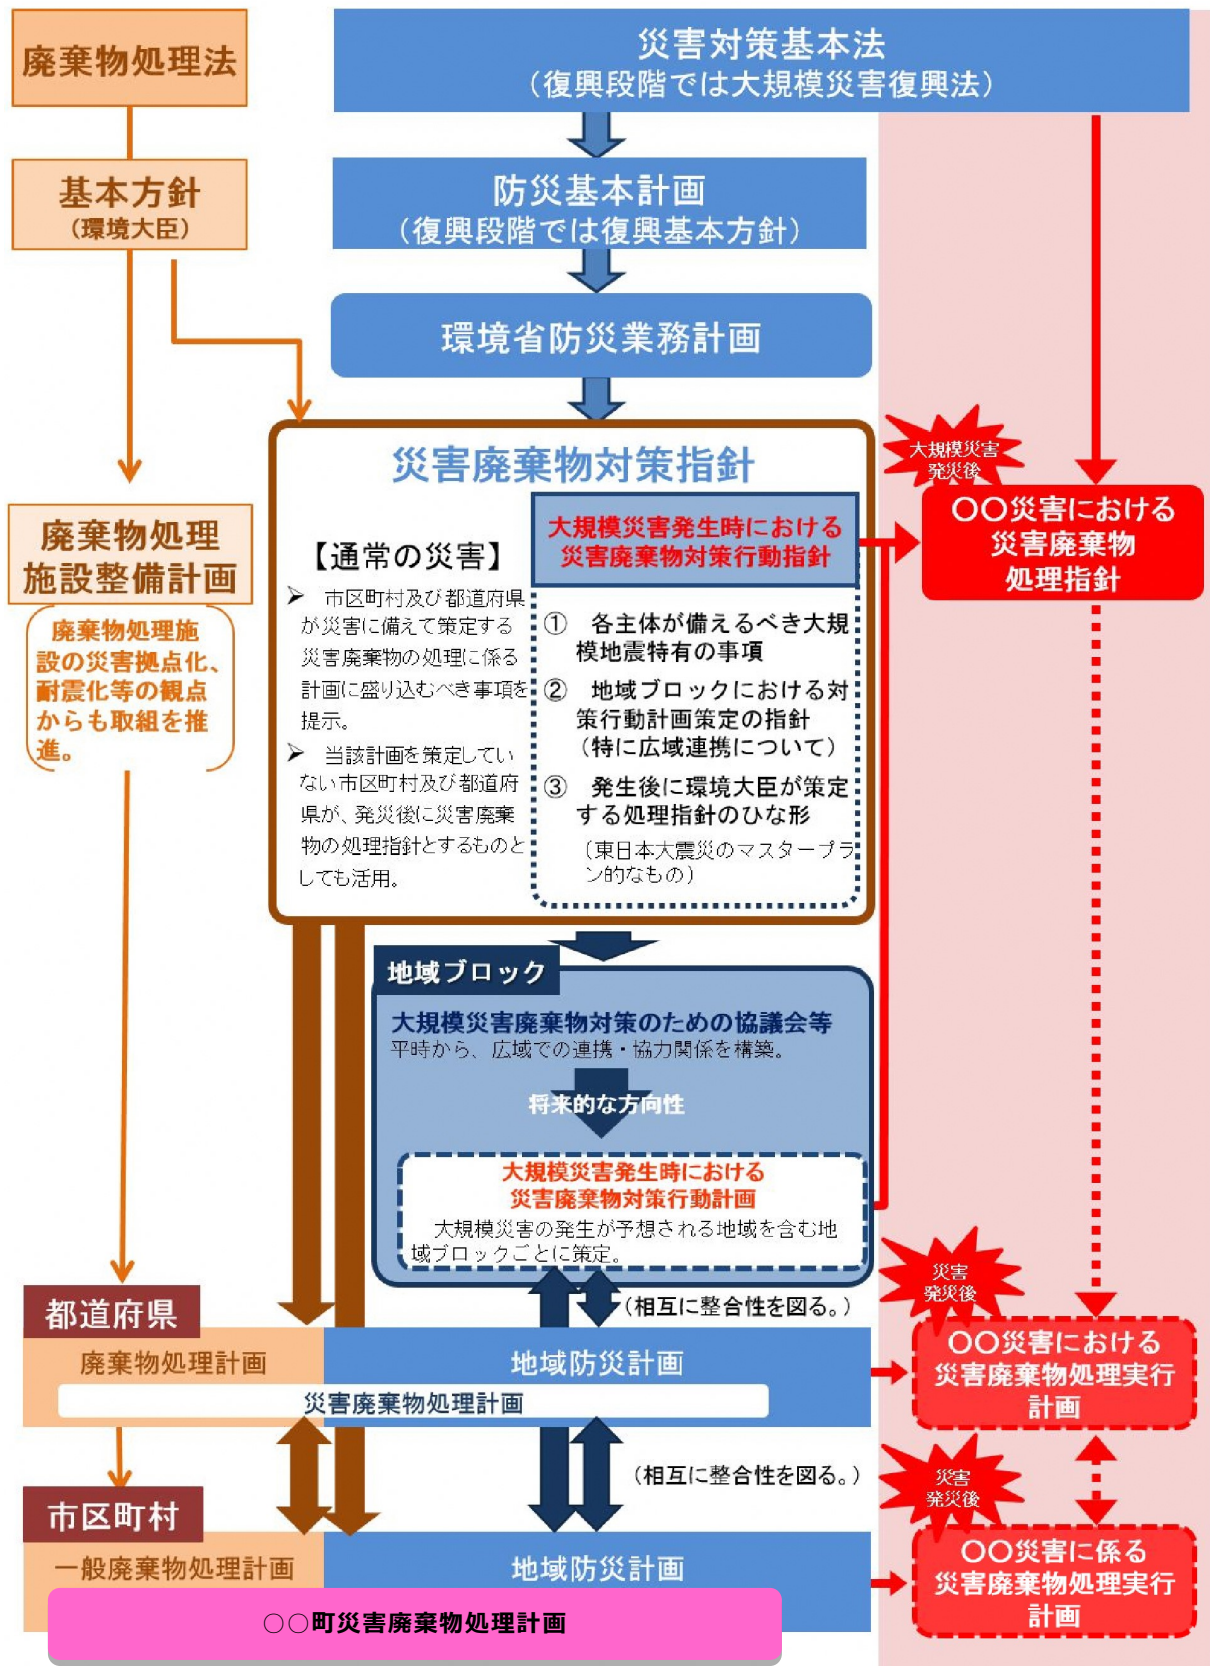 廃棄物処理法
災害対策基本法
（復興段階では大規模災害復興法）
基本方針
（環境大臣）
防災基本計画
（復興段階では復興基本方針）
環境省防災業務計画
災害廃棄物対策指針
【通常の災害】
➢ 市区町村及び都道府県
が災害に備えて策定する
災害廃棄物の処理に係る
計画に盛り込むべき事項を
提示。
➢ 当該計画を策定してい
ない市区町村及び都道府
県が、発災後に災害廃棄
物の処理指針とするものと
しても活用。
大規模災害発生時における
災害廃棄物対策行動指針
① 各主体が備えるべき大規
模地震特有の事項
② 地域ブロックにおける対
策行動計画策定の指針
（特に広域連携について）
③ 発生後に環境大臣が策定
する処理指針のひな形
（東日本大震災のマスタープラ
ン的なもの）
大規模災害
発災後
〇〇災害における
災害廃棄物
処理指針
廃棄物処理
施設整備計画
廃棄物処理施
設の災害拠点化、
耐震化等の観点
からも取組を推
進。
地域ブロック
大規模災害廃棄物対策のための協議会等
平時から、広域での連携・協力関係を構築。
将来的な方向性
大規模災害発生時における
災害廃棄物対策行動計画
大規模災害の発生が予想される地域を含む地
域ブロックごとに策定。
（相互に整合性を図る。）
災害
発災後
都道府県
廃棄物処理計画
地域防災計画
災害廃棄物処理計画
〇〇災害における
災害廃棄物処理実行
計画
（相互に整合性を図る。）
災害
発災後
市区町村
一般廃棄物処理計画
地域防災計画
○○町災害廃棄物処理計画
〇〇災害に係る
災害廃棄物処理実行
計画